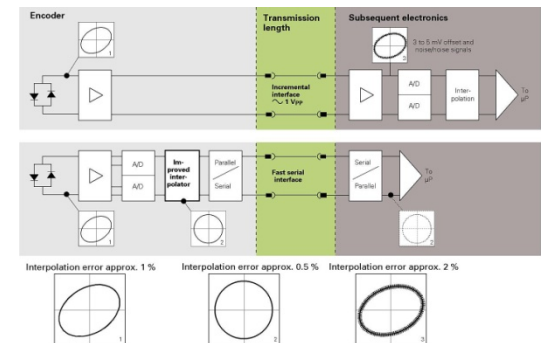 Encoder
Transmission
length
Subsequent electronics
1
3
3 to 5 mV offset and
noise/noise signals
Incremental
interface
1 Vpp
A/D
A/D
Inter-
polation
To
µP
A/D
A/D
Im-
proved
inter-
polator
Parallel
Serial
Fast serial
interface
Serial
Parallel
To
µP
1
2
2
Interpolation error approx. 1 %
Interpolation error approx. 0.5 %
Interpolation error approx. 2 %
1
2
3